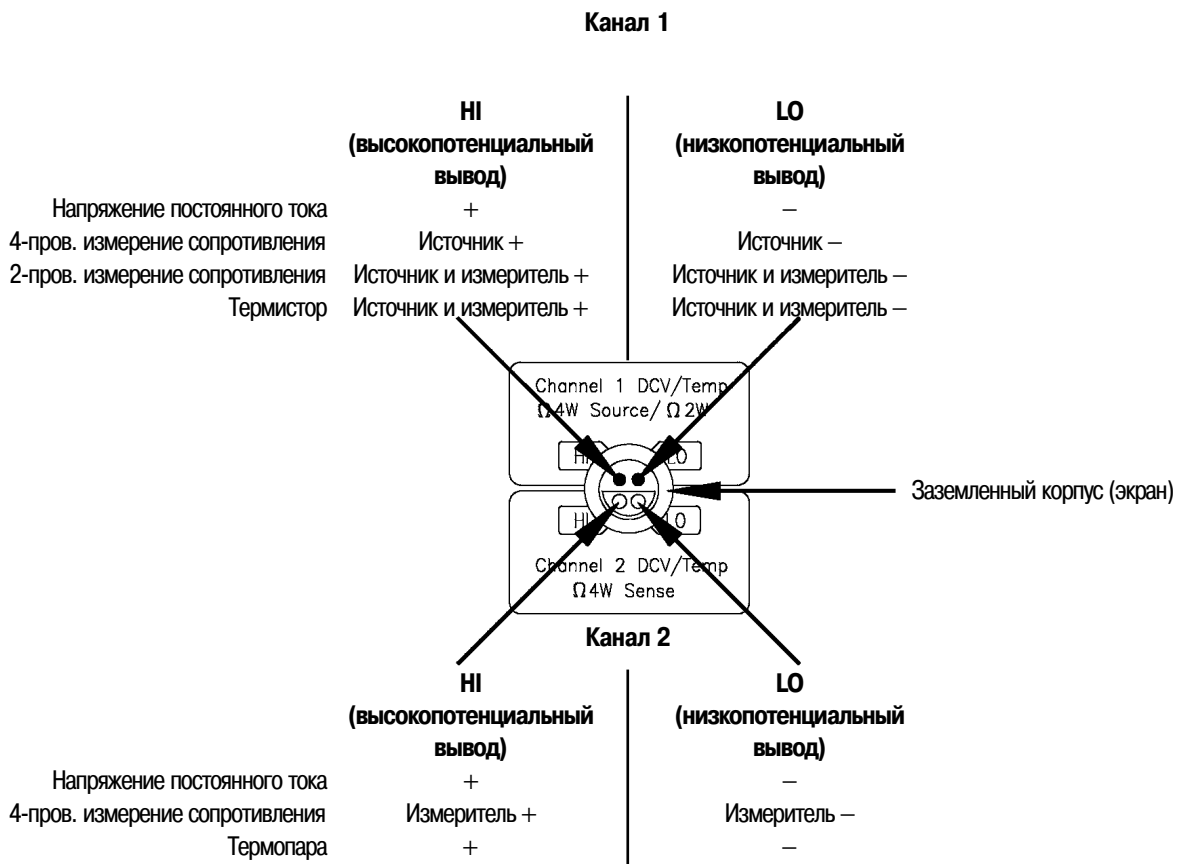 Канал 1
HI LO
(высокопотенциальный (низкопотенциальный
вывод) вывод)
Напряжение постоянного тока + −
4-пров. измерение сопротивления Источник + Источник −
2-пров. измерение сопротивления Источник и измеритель + Источник и измеритель −
Термистор Источник и измеритель + Источник и измеритель −
Channel 1 DCV/Temp
Ω4W Source/Ω2W
HI LO
Заземленный корпус (экран)
HI LO
Channel 2 DCV/Temp
Ω4W Sense
Канал 2
HI LO
(высокопотенциальный (низкопотенциальный
вывод) вывод)
Напряжение постоянного тока + −
4-пров. измерение сопротивления Измеритель + Измеритель −
Термопара + −